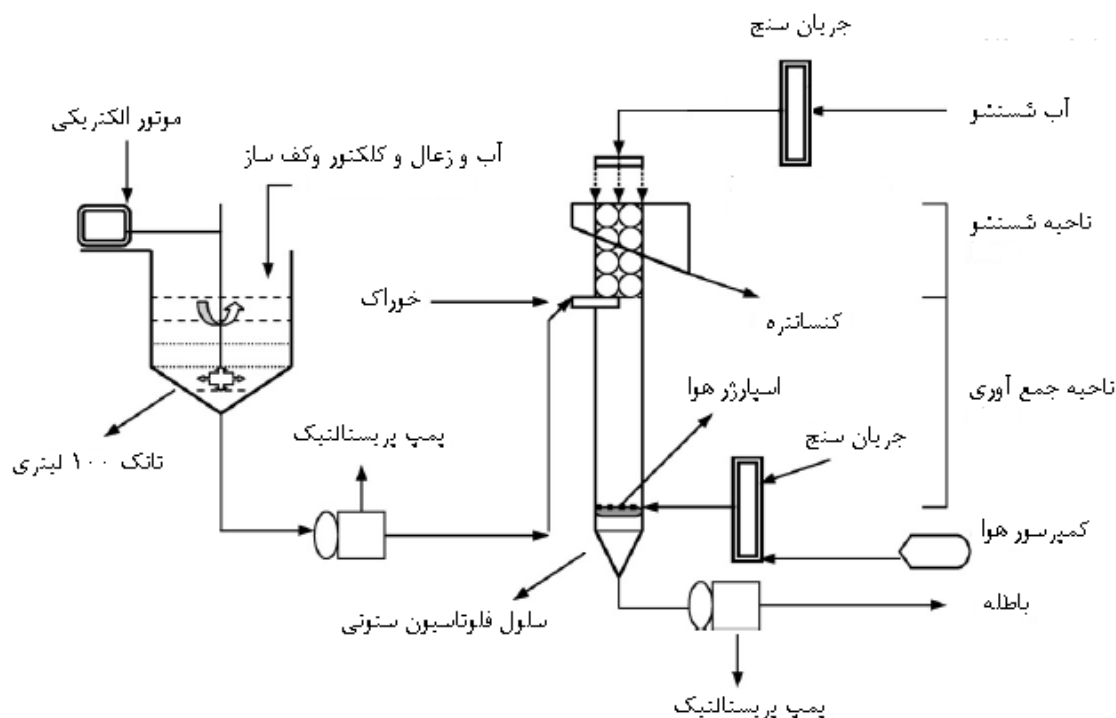 جریان سنج
آب شستشو
موتور الکتریکی
آب و زعال و کلکتور وکف ساز
ناحیه شستشو
خوراک
کنسانتره
ناحیه جمع آوری
اسپارژر هوا
جریان سنج
پمپ پریستالتیک
تانک ۱۰۰ لیتری
کمپرسور هوا
باطله
سلول فلوتاسیون ستونی
پمپ پریستالتیک